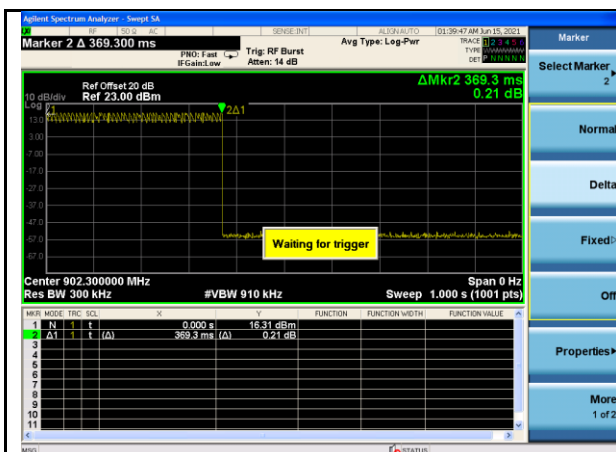 Agilent Spectrum Analyzer - Swept SA
RF 50 Ω AC SENSE:INT ALIGN AUTO 01:39:47 AM Jun 15, 2021
Marker 2 Δ 369.300 ms
PNO: Fast
IFGain:Low
Trig: RF Burst
Atten: 14 dB
Avg Type: Log-Pwr
TRACE 1 2 3 4 5 6
TYPE
DET P N N N N N
Ref Offset 20 dB
Ref 23.00 dBm
10 dB/div
Log
ΔMkr2 369.3 ms
0.21 dB
1
2Δ1
13.0
3.00
-7.00
-17.0
-27.0
-37.0
-47.0
-57.0
-67.0
Waiting for trigger
Center 902.300000 MHz
Span 0 Hz
Res BW 300 kHz
#VBW 910 kHz
Sweep 1.000 s (1001 pts)
MKR MODE TRC SCL X Y FUNCTION FUNCTION WIDTH FUNCTION VALUE
1 N 1 t 0.000 s 16.31 dBm
2 Δ1 1 t (Δ) 369.3 ms (Δ) 0.21 dB
3
4
5
6
7
8
9
10
11
MSG
STATUS
Marker
Select Marker
2
Normal
Delta
Fixed
Off
Properties
More
1 of 2